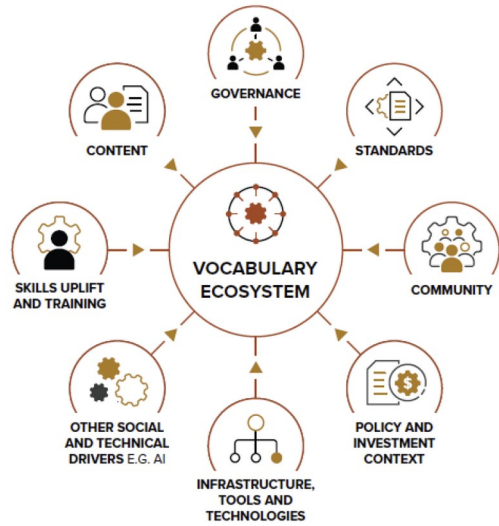 GOVERNANCE
CONTENT
STANDARDS
VOCABULARY
ECOSYSTEM
SKILLS UPLIFT
AND TRAINING
COMMUNITY
OTHER SOCIAL
AND TECHNICAL
DRIVERS E.G. AI
POLICY AND
INVESTMENT
CONTEXT
INFRASTRUCTURE,
TOOLS AND
TECHNOLOGIES